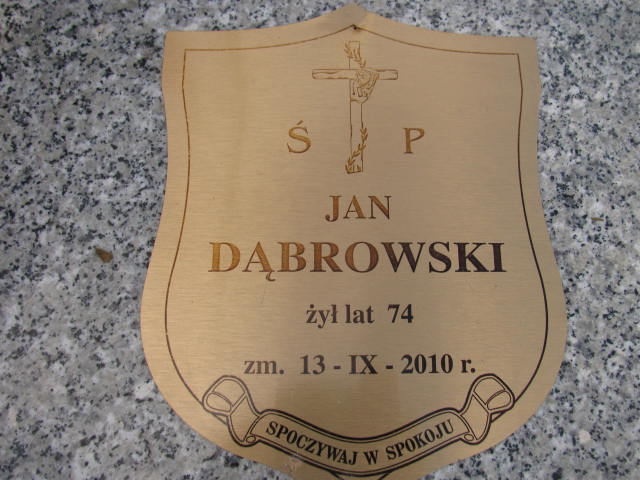 Ś P
JAN
DĄBROWSKI
żył lat 74
zm. 13 - IX - 2010 r.
SPOCZYWAJ W SPOKOJU